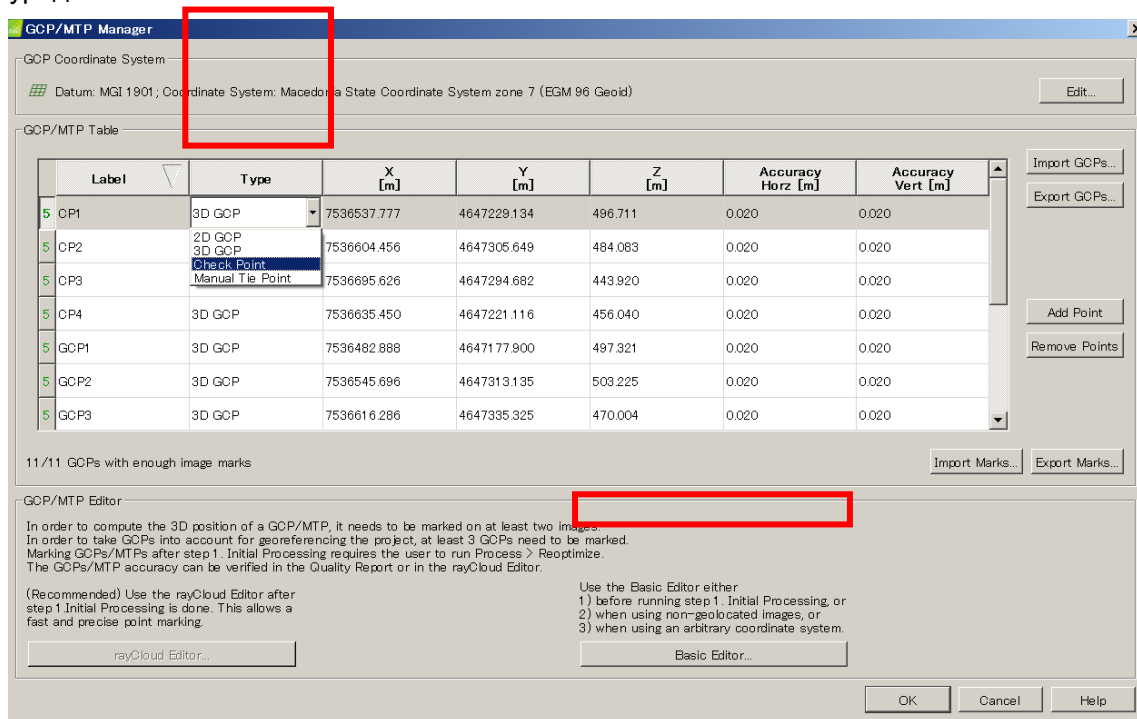 GCP/MTP Manager
GCP Coordinate System
Datum: MGI 1901; Coordinate System: Macedonia State Coordinate System zone 7 (EGM 96 Geoid)
Edit...
GCP/MTP Table
Label Type X [m] Y [m] Z [m] Accuracy Horz [m] Accuracy Vert [m]
Import GCPs...
Export GCPs...
5 CP1 3D GCP 7536537.777 4647229.134 496.711 0.020 0.020
2D GCP
3D GCP
Check Point
Manual Tie Point
5 CP2 7536604.456 4647305.649 484.083 0.020 0.020
5 CP3 7536695.626 4647294.682 443.920 0.020 0.020
5 CP4 3D GCP 7536635.450 4647221.116 456.040 0.020 0.020
Add Point
5 GCP1 3D GCP 7536482.888 4647177.900 497.321 0.020 0.020
Remove Points
5 GCP2 3D GCP 7536545.696 4647313.135 503.225 0.020 0.020
5 GCP3 3D GCP 7536616.286 4647335.325 470.004 0.020 0.020
11/11 GCPs with enough image marks
Import Marks... Export Marks...
GCP/MTP Editor
In order to compute the 3D position of a GCP/MTP, it needs to be marked on at least two images.
In order to take GCPs into account for georeferencing the project, at least 3 GCPs need to be marked.
Marking GCPs/MTPs after step 1. Initial Processing requires the user to run Process > Reoptimize.
The GCPs/MTP accuracy can be verified in the Quality Report or in the rayCloud Editor.
(Recommended) Use the rayCloud Editor after
step 1.Initial Processing is done. This allows a
fast and precise point marking.
rayCloud Editor...
Use the Basic Editor either
1) before running step 1. Initial Processing, or
2) when using non-geolocated images, or
3) when using an arbitrary coordinate system.
Basic Editor...
OK Cancel Help